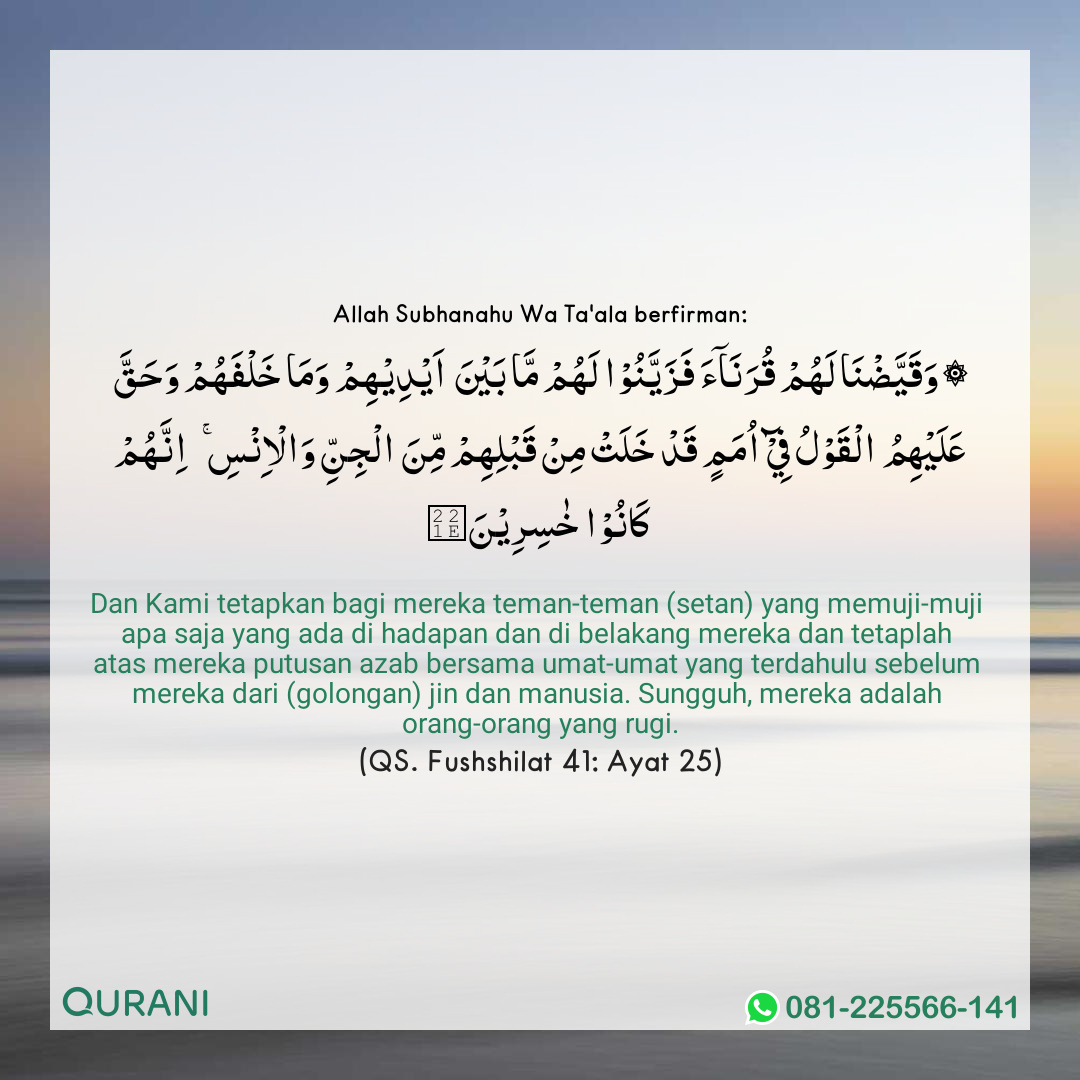 Allah Subhanahu Wa Ta'ala berfirman:
۞ وَقَيَّضْنَا لَهُمْ قُرَنَاۤءَ فَزَيَّنُوْا لَهُمْ مَّا بَيْنَ اَيْدِيْهِمْ وَمَا خَلْفَهُمْ وَحَقَّ
عَلَيْهِمُ الْقَوْلُ فِيْٓ اُمَمٍ قَدْ خَلَتْ مِنْ قَبْلِهِمْ مِّنَ الْجِنِّ وَالْاِنْسِۚ اِنَّهُمْ
كَانُوْا خٰسِرِيْنَ ∞
Dan Kami tetapkan bagi mereka teman-teman (setan) yang memuji-muji
apa saja yang ada di hadapan dan di belakang mereka dan tetaplah
atas mereka putusan azab bersama umat-umat yang terdahulu sebelum
mereka dari (golongan) jin dan manusia. Sungguh, mereka adalah
orang-orang yang rugi.
(QS. Fushshilat 41: Ayat 25)
QURANI
081-225566-141